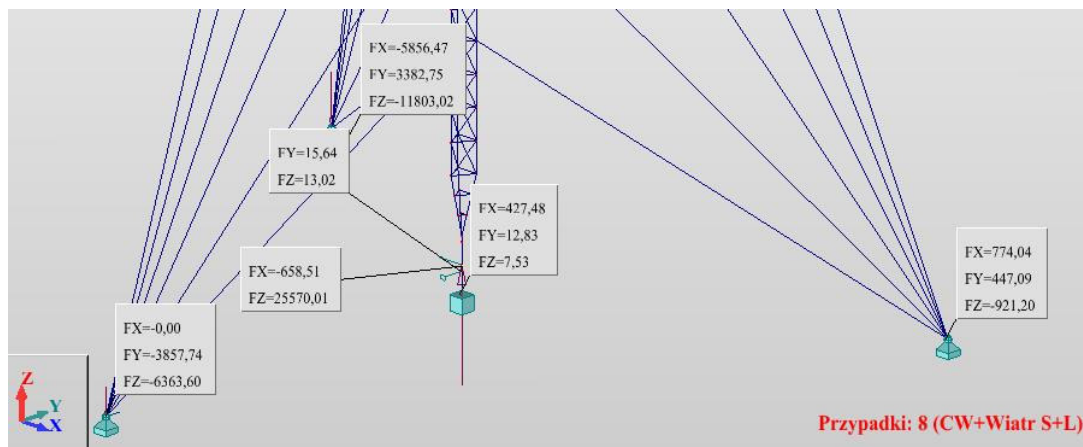 FX=-5856,47
FY=3382,75
FZ=-11803,02
FY=15,64
FZ=13,02
FX=427,48
FY=12,83
FZ=7,53
FX=-658,51
FZ=25570,01
FX=774,04
FY=447,09
FZ=-921,20
FX=-0,00
FY=-3857,74
FZ=-6363,60
Z
Y
X
Przypadki: 8 (CW+Wiatr S+L)